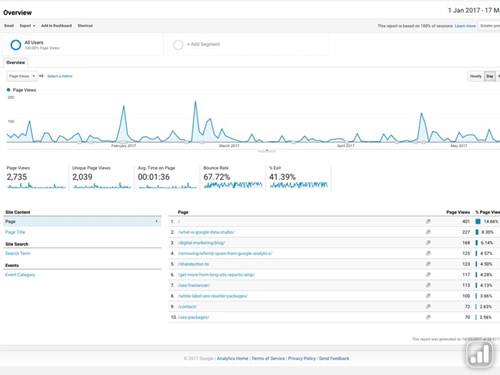 Overview
1 Jan 2017 - 17 M
Email Export Add to Dashboard Shortcut
This report is based on 100% of sessions. Learn more
All Users
100.00% Page Views
+ Add Segment
Overview
Page Views VS Select a metric
Hourly Day
Page Views
200
100
February 2017 March 2017 April 2017 May 2017
Page Views Unique Page Views Avg. Time on Page Bounce Rate % Exit
2,735 2,039 00:01:36 67.72% 41.39%
Site Content
Page
Page Title
Site Search
Search Term
Events
Event Category
Page Page Views % Page View
1. / 401 14.66%
2. /what-is-google-data-studio/ 227 8.30%
3. /digital-marketing/blog/ 168 6.14%
4. /removing-referral-spam-from-google-analytics/ 125 4.57%
5. /sharebutton.to 123 4.50%
6. /get-more-from-long-ads-reports/amp/ 117 4.28%
7. /seo-freelancer/ 113 4.13%
8. /white-label-seo-reseller-packages/ 100 3.66%
9. /contact/ 72 2.63%
10. /seo-packages/ 70 2.56%
This report was generated on
© 2017 Google | Analytics Home | Terms of Service | Privacy Policy | Send Feedback